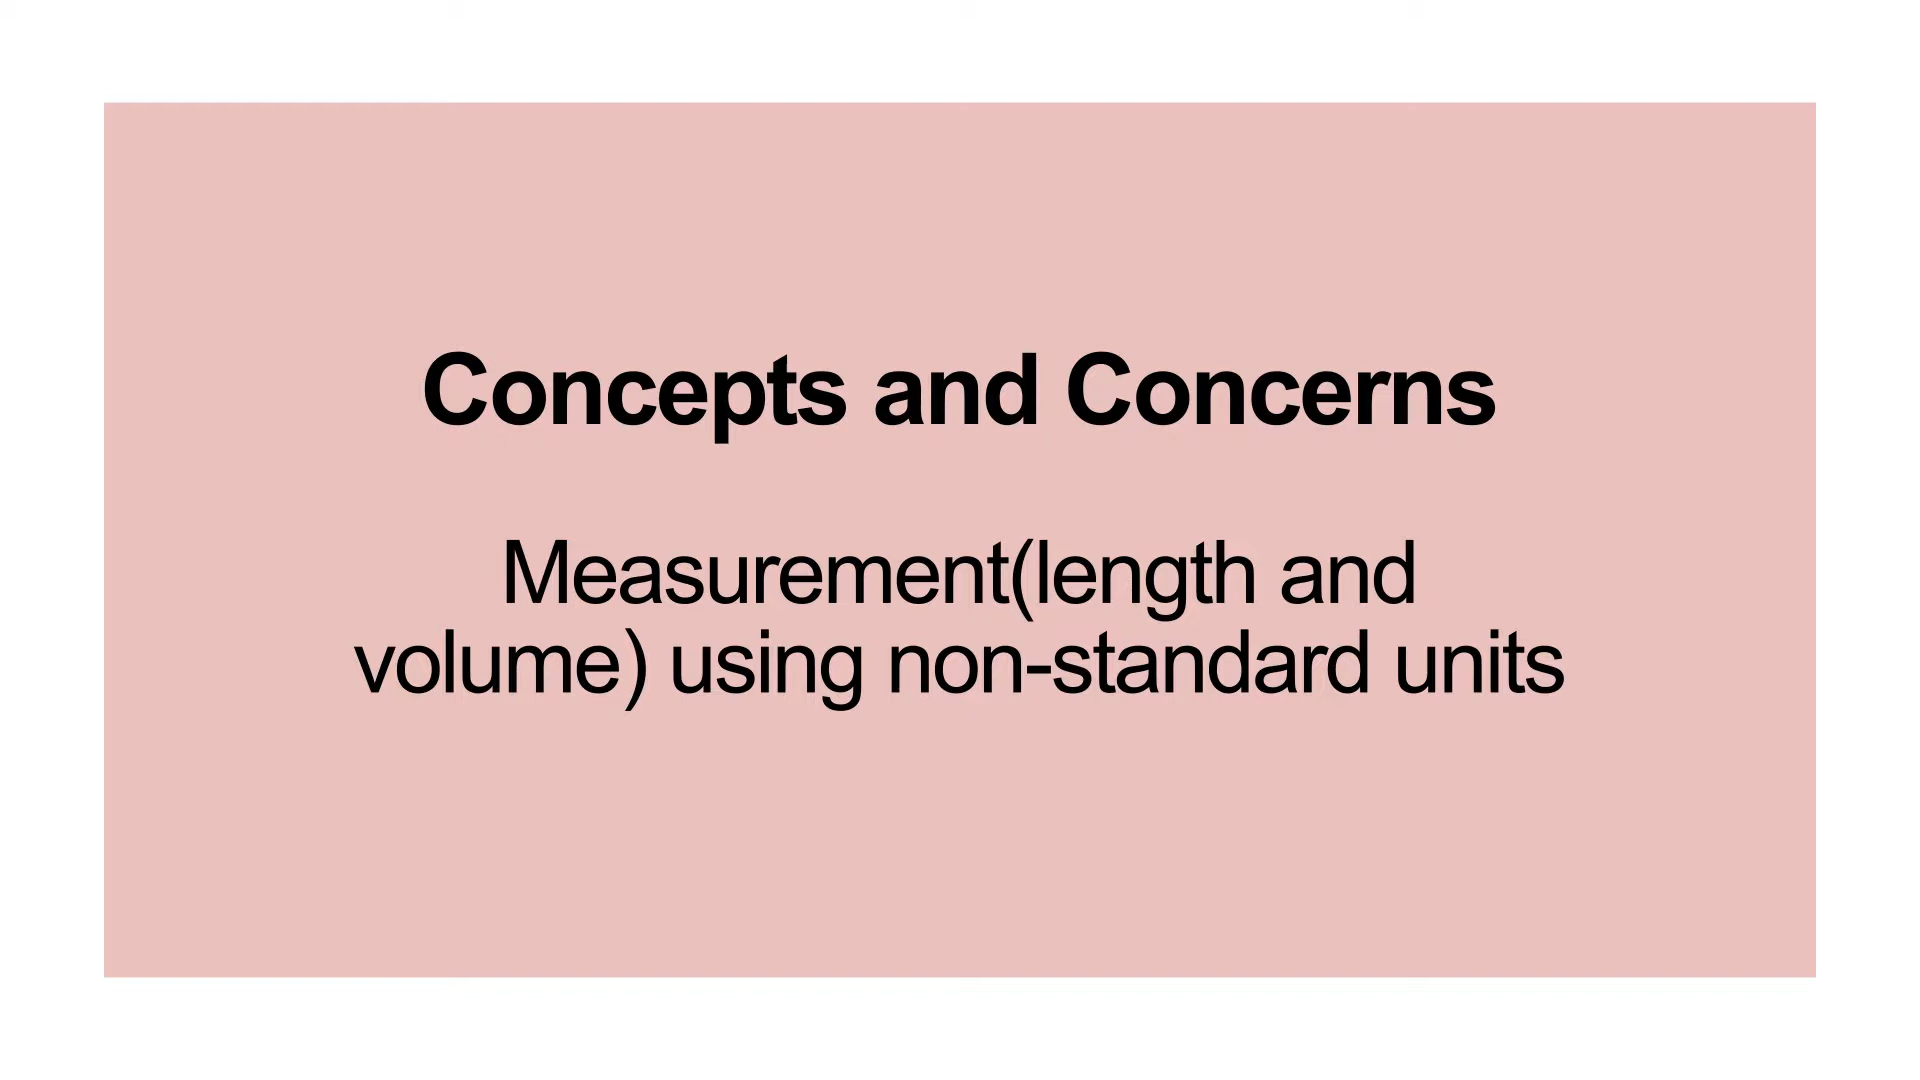 Concepts and Concerns
Measurement(length and
volume) using non-standard units